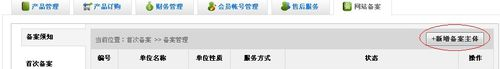 产品管理 产品订购 财务管理 会员帐号管理 售后服务 网站备案
备案须知 当前位置：首次备案 >> 备案管理 +新增备案主体
首次备案 编号 单位名称 单位性质 服务方式 状态 操作